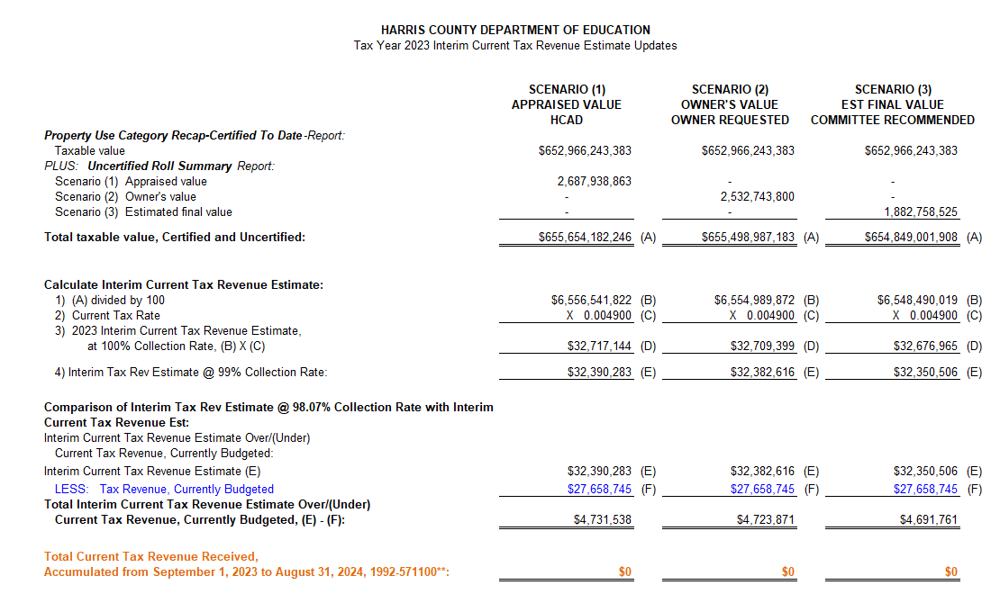 HARRIS COUNTY DEPARTMENT OF EDUCATION
Tax Year 2023 Interim Current Tax Revenue Estimate Updates
SCENARIO (1) SCENARIO (2) SCENARIO (3)
APPRAISED VALUE OWNER'S VALUE EST FINAL VALUE
HCAD OWNER REQUESTED COMMITTEE RECOMMENDED
Property Use Category Recap-Certified To Date-Report:
Taxable value $652,966,243,383 $652,966,243,383 $652,966,243,383
PLUS: Uncertified Roll Summary Report:
Scenario (1) Appraised value 2,687,938,863 - -
Scenario (2) Owner's value - 2,532,743,800 -
Scenario (3) Estimated final value - - 1,882,758,525
Total taxable value, Certified and Uncertified: $655,654,182,246 (A) $655,498,987,183 (A) $654,849,001,908 (A)
Calculate Interim Current Tax Revenue Estimate:
1) (A) divided by 100 $6,556,541,822 (B) $6,554,989,872 (B) $6,548,490,019 (B)
2) Current Tax Rate X 0.004900 (C) X 0.004900 (C) X 0.004900 (C)
3) 2023 Interim Current Tax Revenue Estimate,
at 100% Collection Rate, (B) X (C) $32,717,144 (D) $32,709,399 (D) $32,676,965 (D)
4) Interim Tax Rev Estimate @ 99% Collection Rate: $32,390,283 (E) $32,382,616 (E) $32,350,506 (E)
Comparison of Interim Tax Rev Estimate @ 98.07% Collection Rate with Interim
Current Tax Revenue Est:
Interim Current Tax Revenue Estimate Over/(Under)
Current Tax Revenue, Currently Budgeted:
Interim Current Tax Revenue Estimate (E) $32,390,283 (E) $32,382,616 (E) $32,350,506 (E)
LESS: Tax Revenue, Currently Budgeted $27,658,745 (F) $27,658,745 (F) $27,658,745 (F)
Total Interim Current Tax Revenue Estimate Over/(Under)
Current Tax Revenue, Currently Budgeted, (E) - (F): $4,731,538 $4,723,871 $4,691,761
Total Current Tax Revenue Received,
Accumulated from September 1, 2023 to August 31, 2024, 1992-571100**: $0 $0 $0